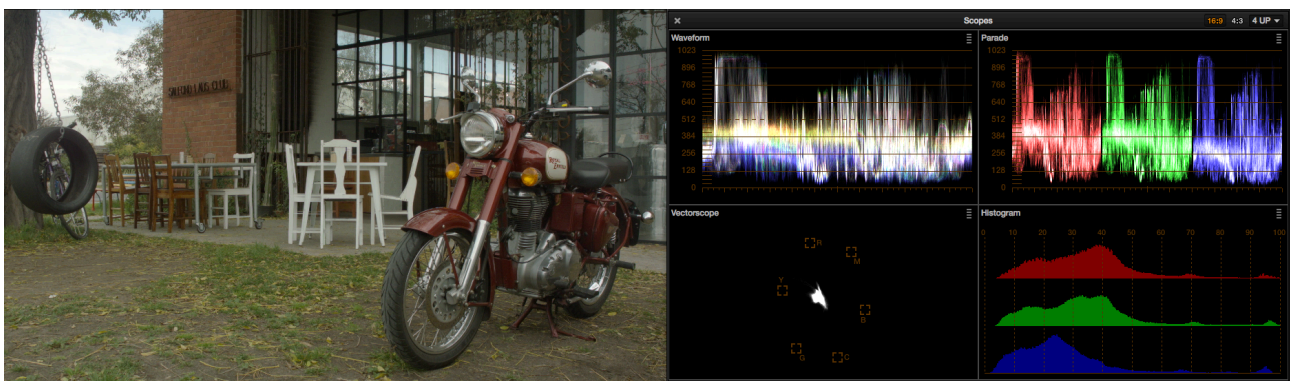 Scopes
16:9 4:3 4 UP
Waveform
1023
896
768
640
512
384
256
128
0
Parade
1023
896
768
640
512
384
256
128
0
Vectorscope
R
M
Y
B
G
C
Histogram
0 10 20 30 40 50 60 70 80 90 100